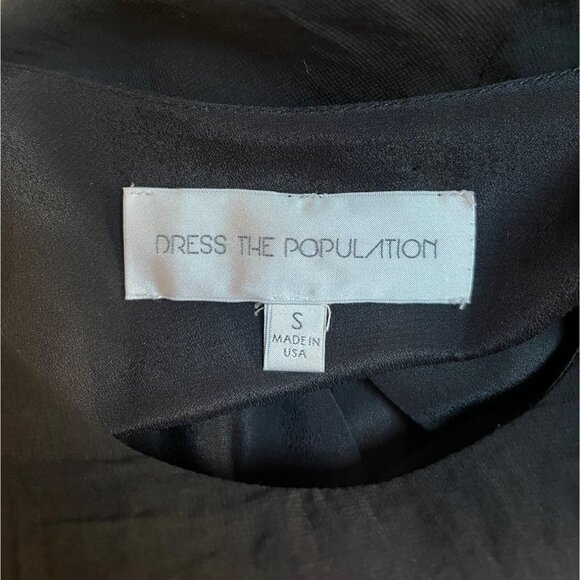 DRESS THE POPULATION
S
MADE IN
USA